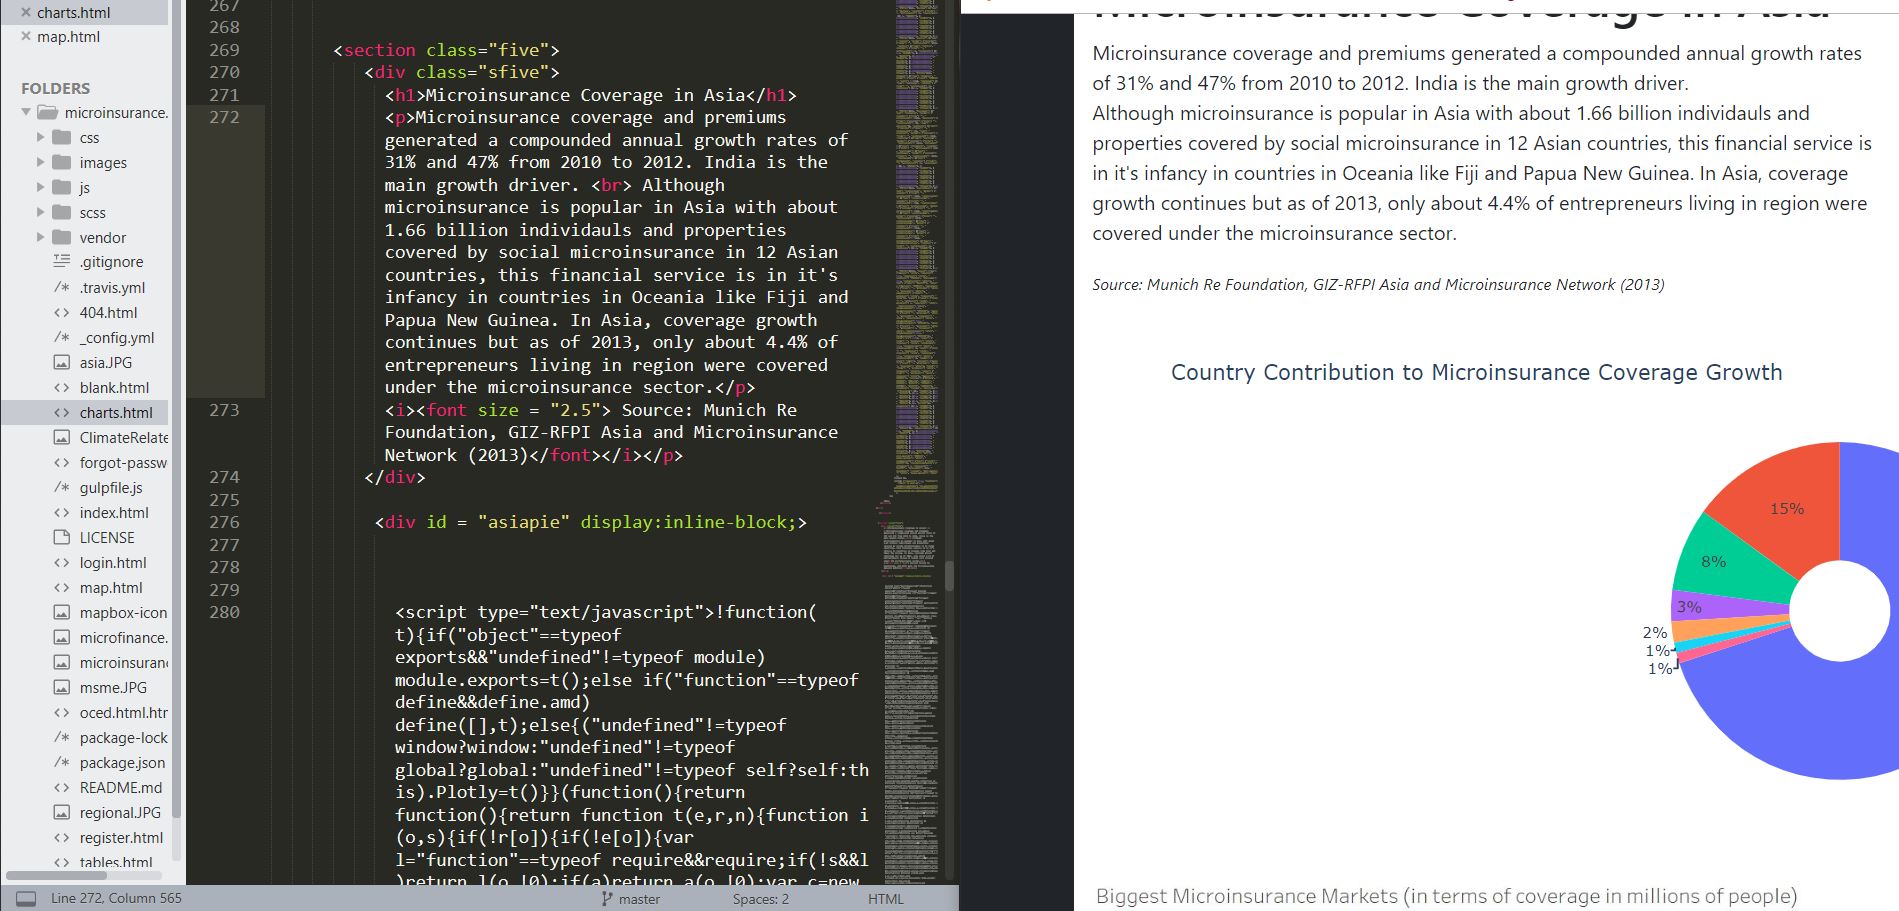 charts.html
map.html
FOLDERS
microinsurance.
css
images
js
scss
vendor
.gitignore
.travis.yml
404.html
_config.yml
asia.JPG
blank.html
charts.html
ClimateRelate
forgot-passw
gulpfile.js
index.html
LICENSE
login.html
map.html
mapbox-icon
microfinance.
microinsuran
msme.JPG
oced.html.htr
package-lock
package.json
README.md
regional.JPG
register.html
tables.html
267
268
269 <section class="five">
270 <div class="sfive">
271 <h1>Microinsurance Coverage in Asia</h1>
272 <p>Microinsurance coverage and premiums
generated a compounded annual growth rates of
31% and 47% from 2010 to 2012. India is the
main growth driver. <br> Although
microinsurance is popular in Asia with about
1.66 billion individauls and properties
covered by social microinsurance in 12 Asian
countries, this financial service is in it's
infancy in countries in Oceania like Fiji and
Papua New Guinea. In Asia, coverage growth
continues but as of 2013, only about 4.4% of
entrepreneurs living in region were covered
under the microinsurance sector.</p>
273 <i><font size = "2.5"> Source: Munich Re
Foundation, GIZ-RFPI Asia and Microinsurance
Network (2013)</font></i></p>
274 </div>
275
276 <div id = "asiapie" display:inline-block;>
277
278
279
280 <script type="text/javascript">!function(
t){if("object"==typeof
exports&&"undefined"!=typeof module)
module.exports=t();else if("function"==typeof
define&&define.amd)
define([],t);else{("undefined"!=typeof
window?window:"undefined"!=typeof
global?global:"undefined"!=typeof self?self:th
is).Plotly=t()}}(function(){return
function(){return function t(e,r,n){function i
(o,s){if(!r[o]){if(!e[o]){var
l="function"==typeof require&&require;if(!s&&l
)return l(o,!0);if(a)return a(o,!0);var c=new
Line 272, Column 565
master
Spaces: 2
HTML
Microinsurance Coverage in Asia
Microinsurance coverage and premiums generated a compounded annual growth rates
of 31% and 47% from 2010 to 2012. India is the main growth driver.
Although microinsurance is popular in Asia with about 1.66 billion individauls and
properties covered by social microinsurance in 12 Asian countries, this financial service is
in it's infancy in countries in Oceania like Fiji and Papua New Guinea. In Asia, coverage
growth continues but as of 2013, only about 4.4% of entrepreneurs living in region were
covered under the microinsurance sector.
Source: Munich Re Foundation, GIZ-RFPI Asia and Microinsurance Network (2013)
Country Contribution to Microinsurance Coverage Growth
15%
8%
3%
2%
1%
1%
Biggest Microinsurance Markets (in terms of coverage in millions of people)